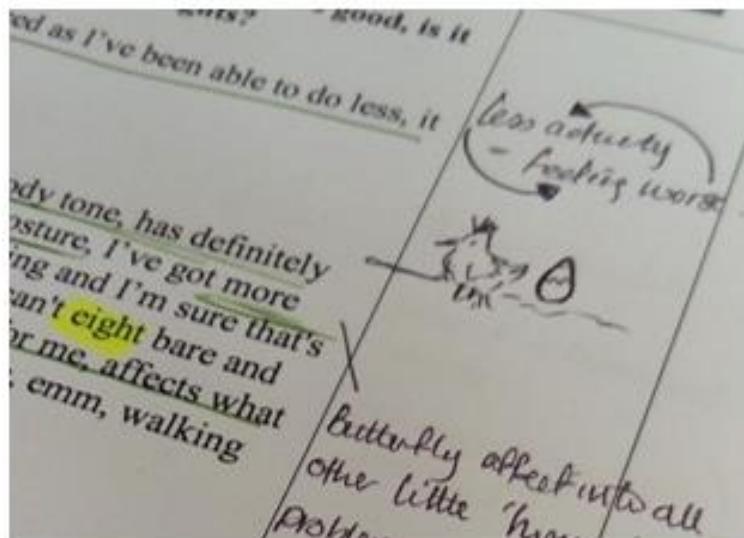 good, is it
ghts?
ed as I've been able to do less, it
less activity
- feeling worse
ody tone, has definitely
osture, I've got more
ing and I'm sure that's
an't eight bare and
or me, affects what
. emm, walking
Butterfly affect into all
other little